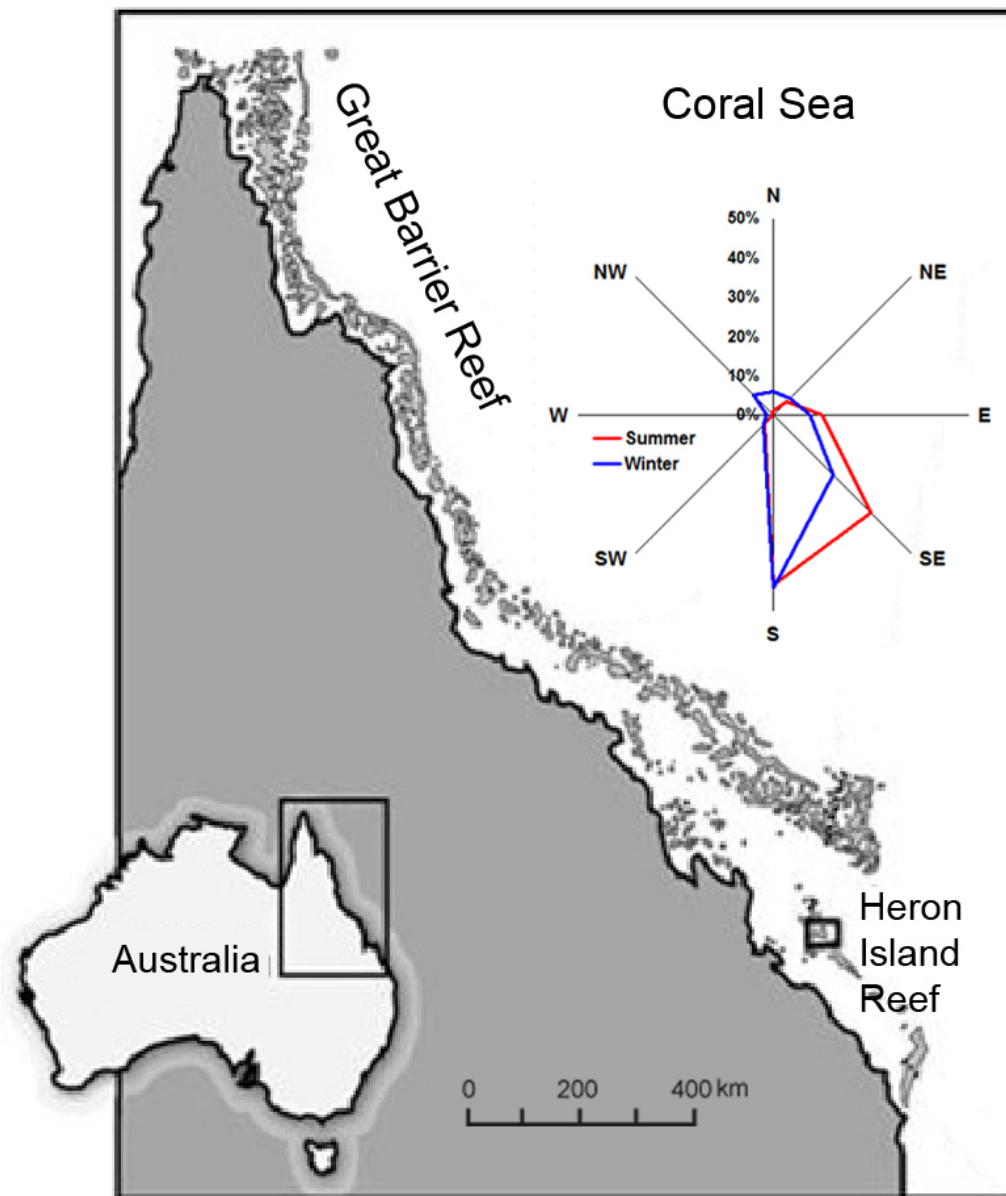 Coral Sea
Great Barrier Reef
N
50%
40%
30%
20%
10%
0%
NW
NE
W
E
Summer
Winter
SW
SE
S
Heron
Island
Reef
Australia
0 200 400 km